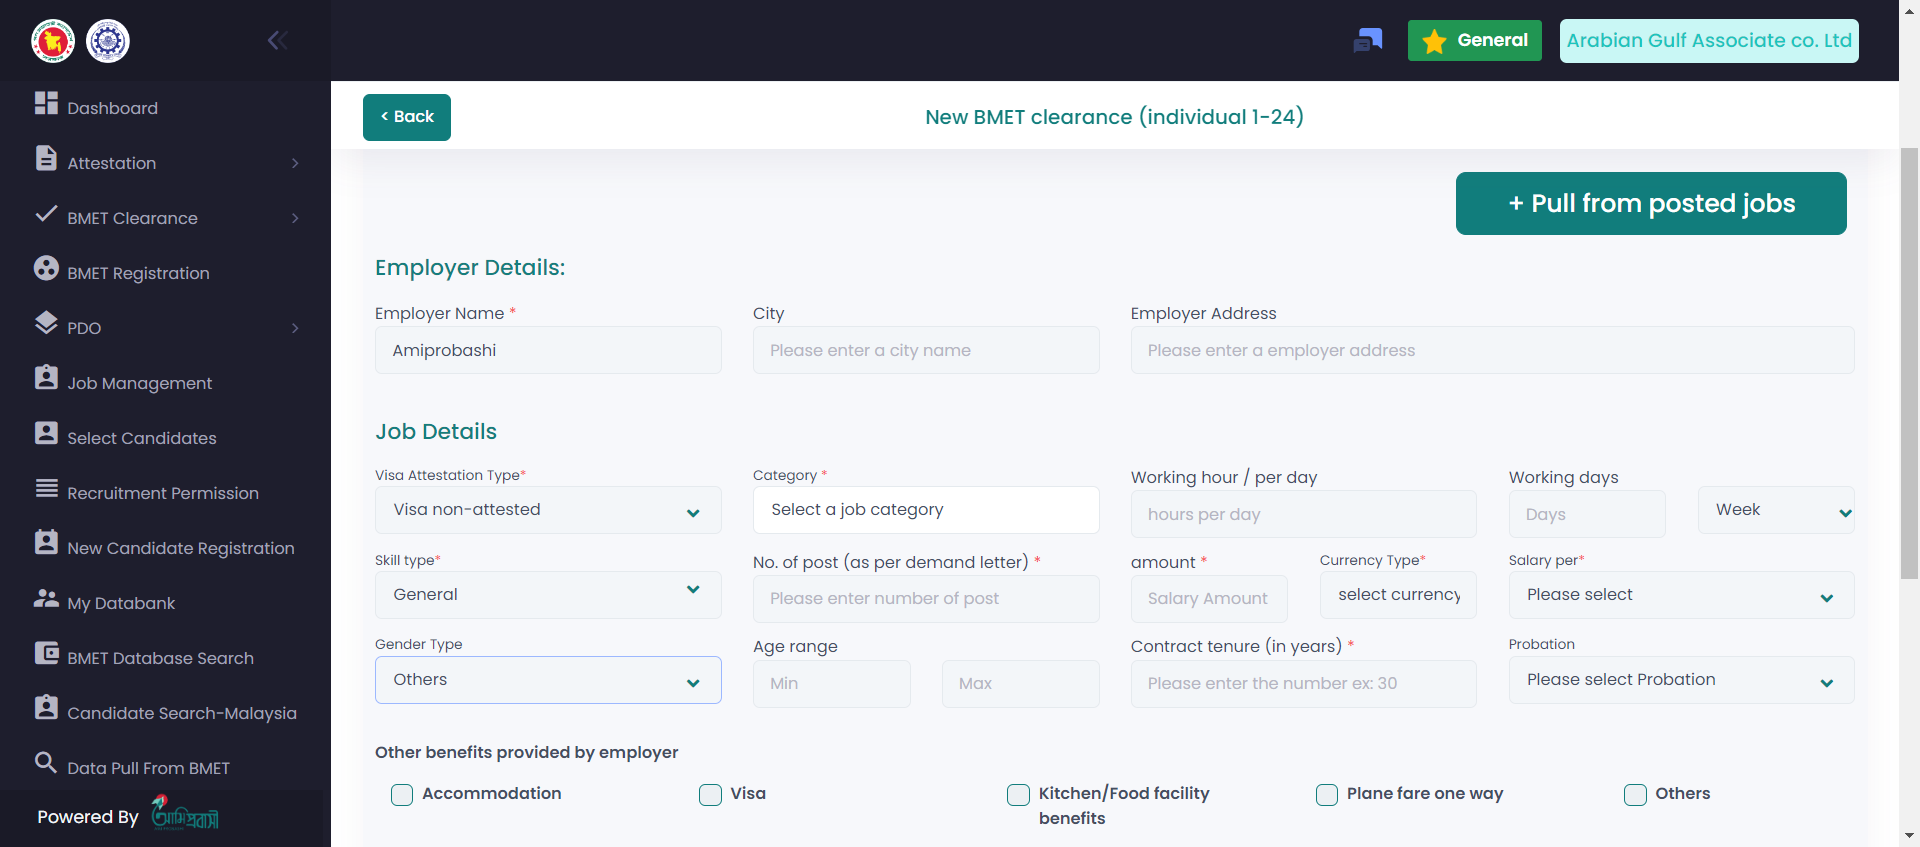 General
Arabian Gulf Associate co. Ltd
Dashboard
Attestation
BMET Clearance
BMET Registration
PDO
Job Management
Select Candidates
Recruitment Permission
New Candidate Registration
My Databank
BMET Database Search
Candidate Search-Malaysia
Data Pull From BMET
Powered By আমি প্রবাসী
< Back
New BMET clearance (individual 1-24)
+ Pull from posted jobs
Employer Details:
Employer Name * City Employer Address
Amiprobashi Please enter a city name Please enter a employer address
Job Details
Visa Attestation Type* Category * Working hour / per day Working days
Visa non-attested Select a job category hours per day Days Week
Skill type* No. of post (as per demand letter) * amount * Currency Type* Salary per*
General Please enter number of post Salary Amount select currency Please select
Gender Type Age range Contract tenure (in years) * Probation
Others Min Max Please enter the number ex: 30 Please select Probation
Other benefits provided by employer
Accommodation Visa Kitchen/Food facility benefits Plane fare one way Others